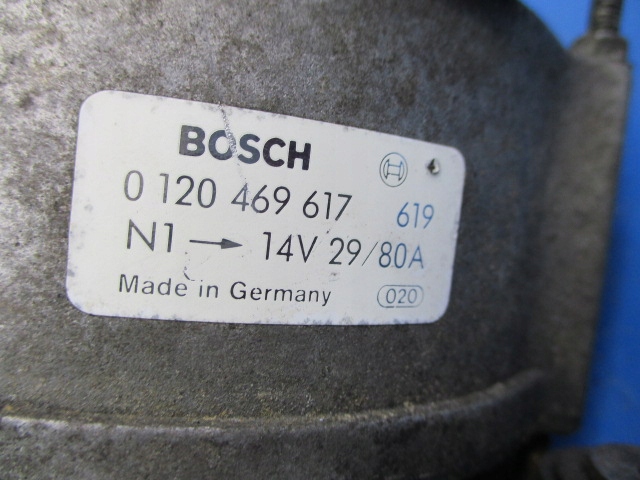 BOSCH
0 120 469 617 619
N1 → 14V 29/80A
Made in Germany 020